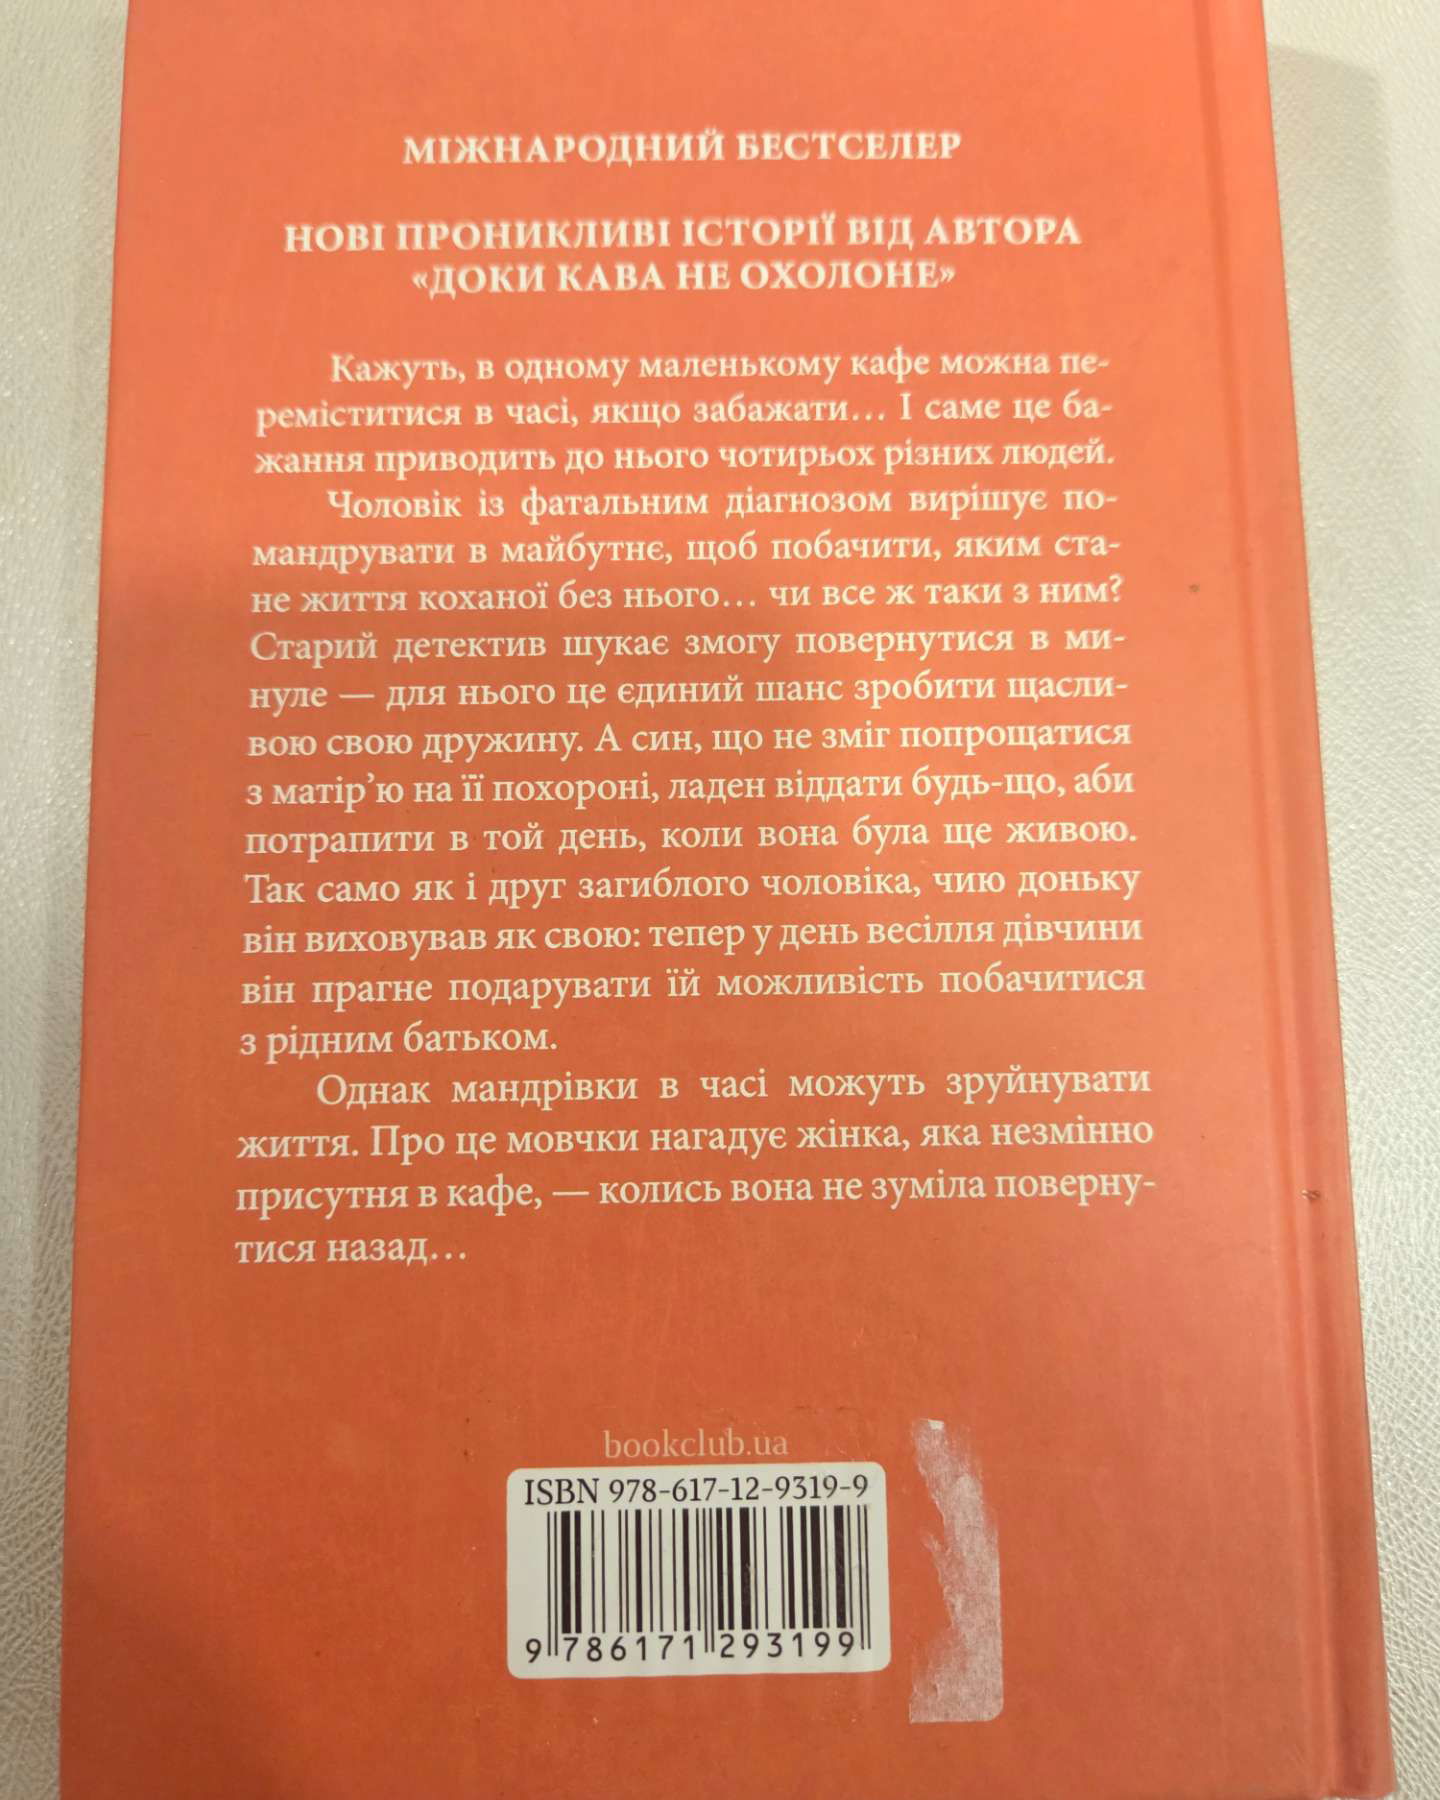 МІЖНАРОДНИЙ БЕСТСЕЛЕР
НОВІ ПРОНИКЛИВІ ІСТОРІЇ ВІД АВТОРА
«ДОКИ КАВА НЕ ОХОЛОНЕ»
Кажуть, в одному маленькому кафе можна пе-
реміститися в часі, якщо забажати… І саме це ба-
жання приводить до нього чотирьох різних людей.
Чоловік із фатальним діагнозом вирішує по-
мандрувати в майбутнє, щоб побачити, яким ста-
не життя коханої без нього… чи все ж таки з ним?
Старий детектив шукає змогу повернутися в ми-
нуле — для нього це єдиний шанс зробити щасли-
вою свою дружину. А син, що не зміг попрощатися
з матір’ю на її похороні, ладен віддати будь-що, аби
потрапити в той день, коли вона була ще живою.
Так само як і друг загиблого чоловіка, чию доньку
він виховував як свою: тепер у день весілля дівчини
він прагне подарувати їй можливість побачитися
з рідним батьком.
Однак мандрівки в часі можуть зруйнувати
життя. Про це мовчки нагадує жінка, яка незмінно
присутня в кафе, — колись вона не зуміла поверну-
тися назад…
bookclub.ua
ISBN 978-617-12-9319-9
9 786171 293199